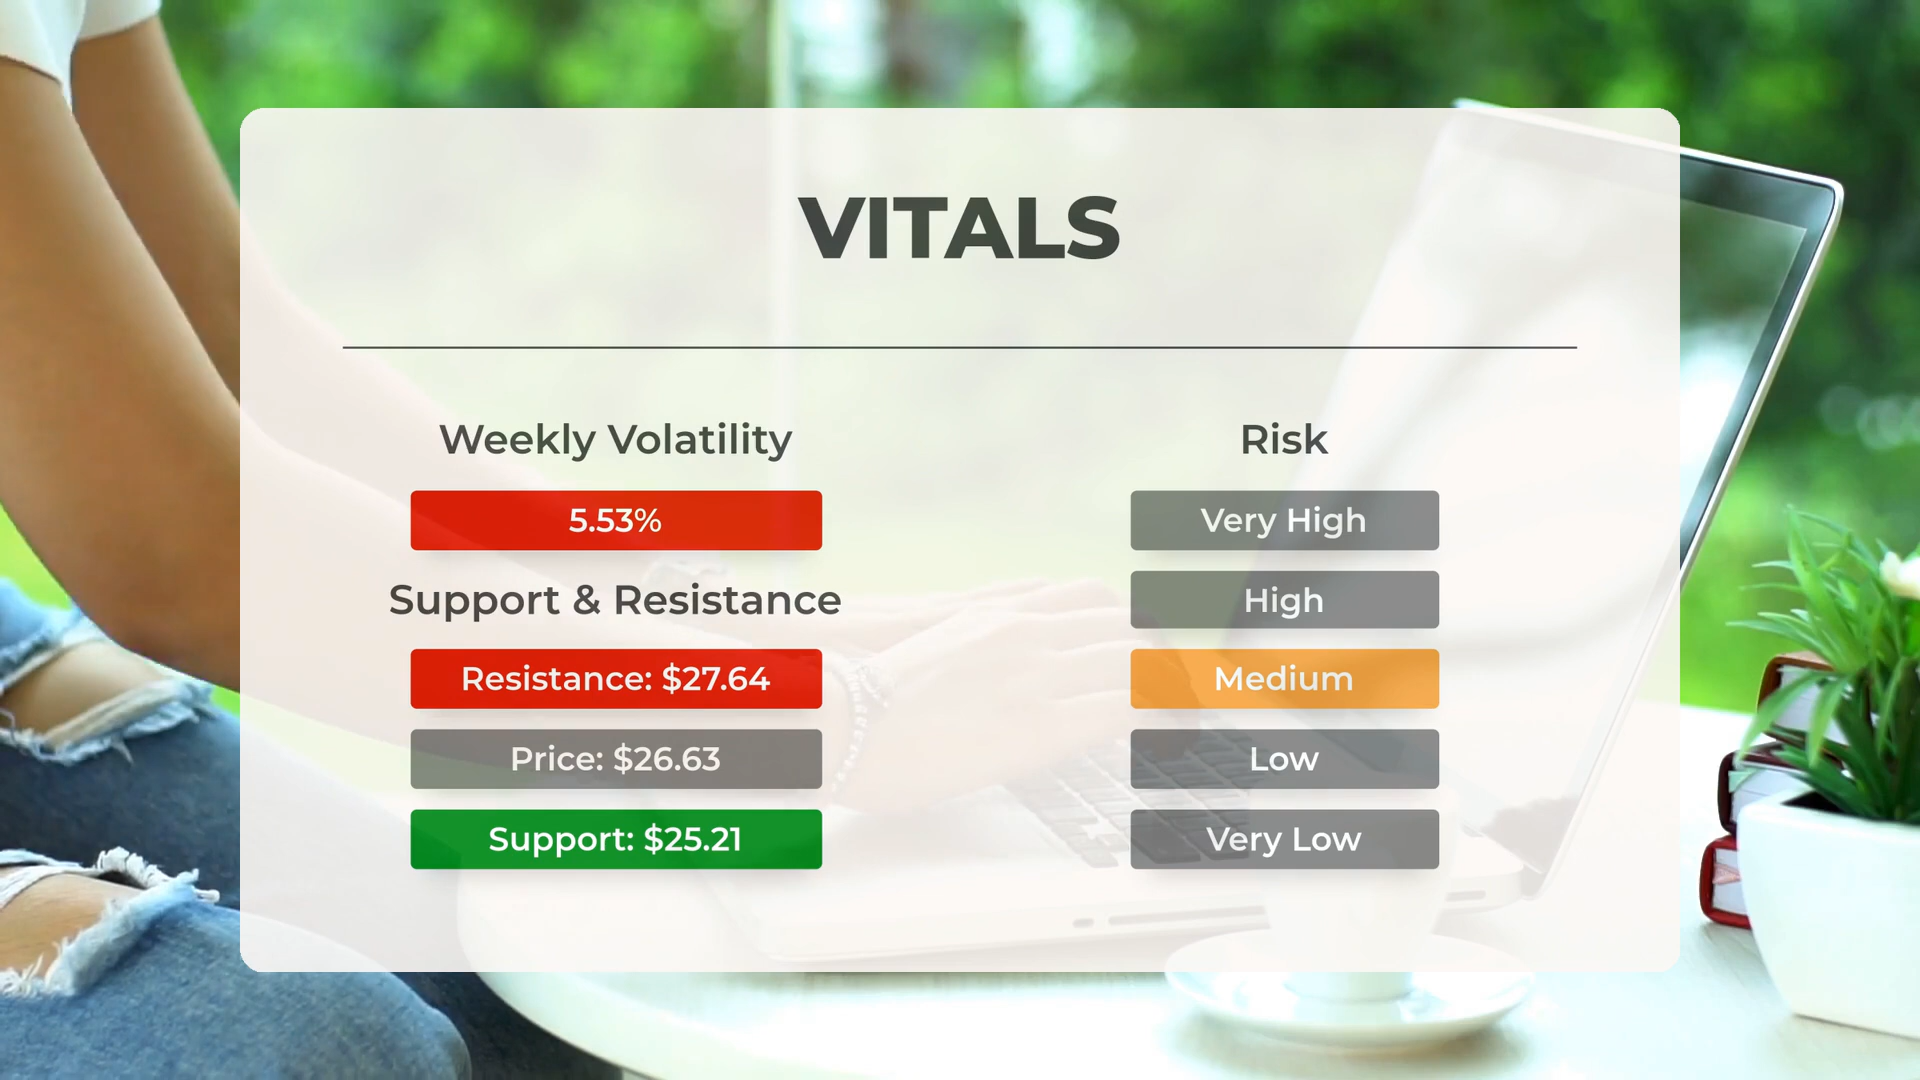 VITALS
Weekly Volatility
5.53%
Support & Resistance
Resistance: $27.64
Price: $26.63
Support: $25.21
Risk
Very High
High
Medium
Low
Very Low